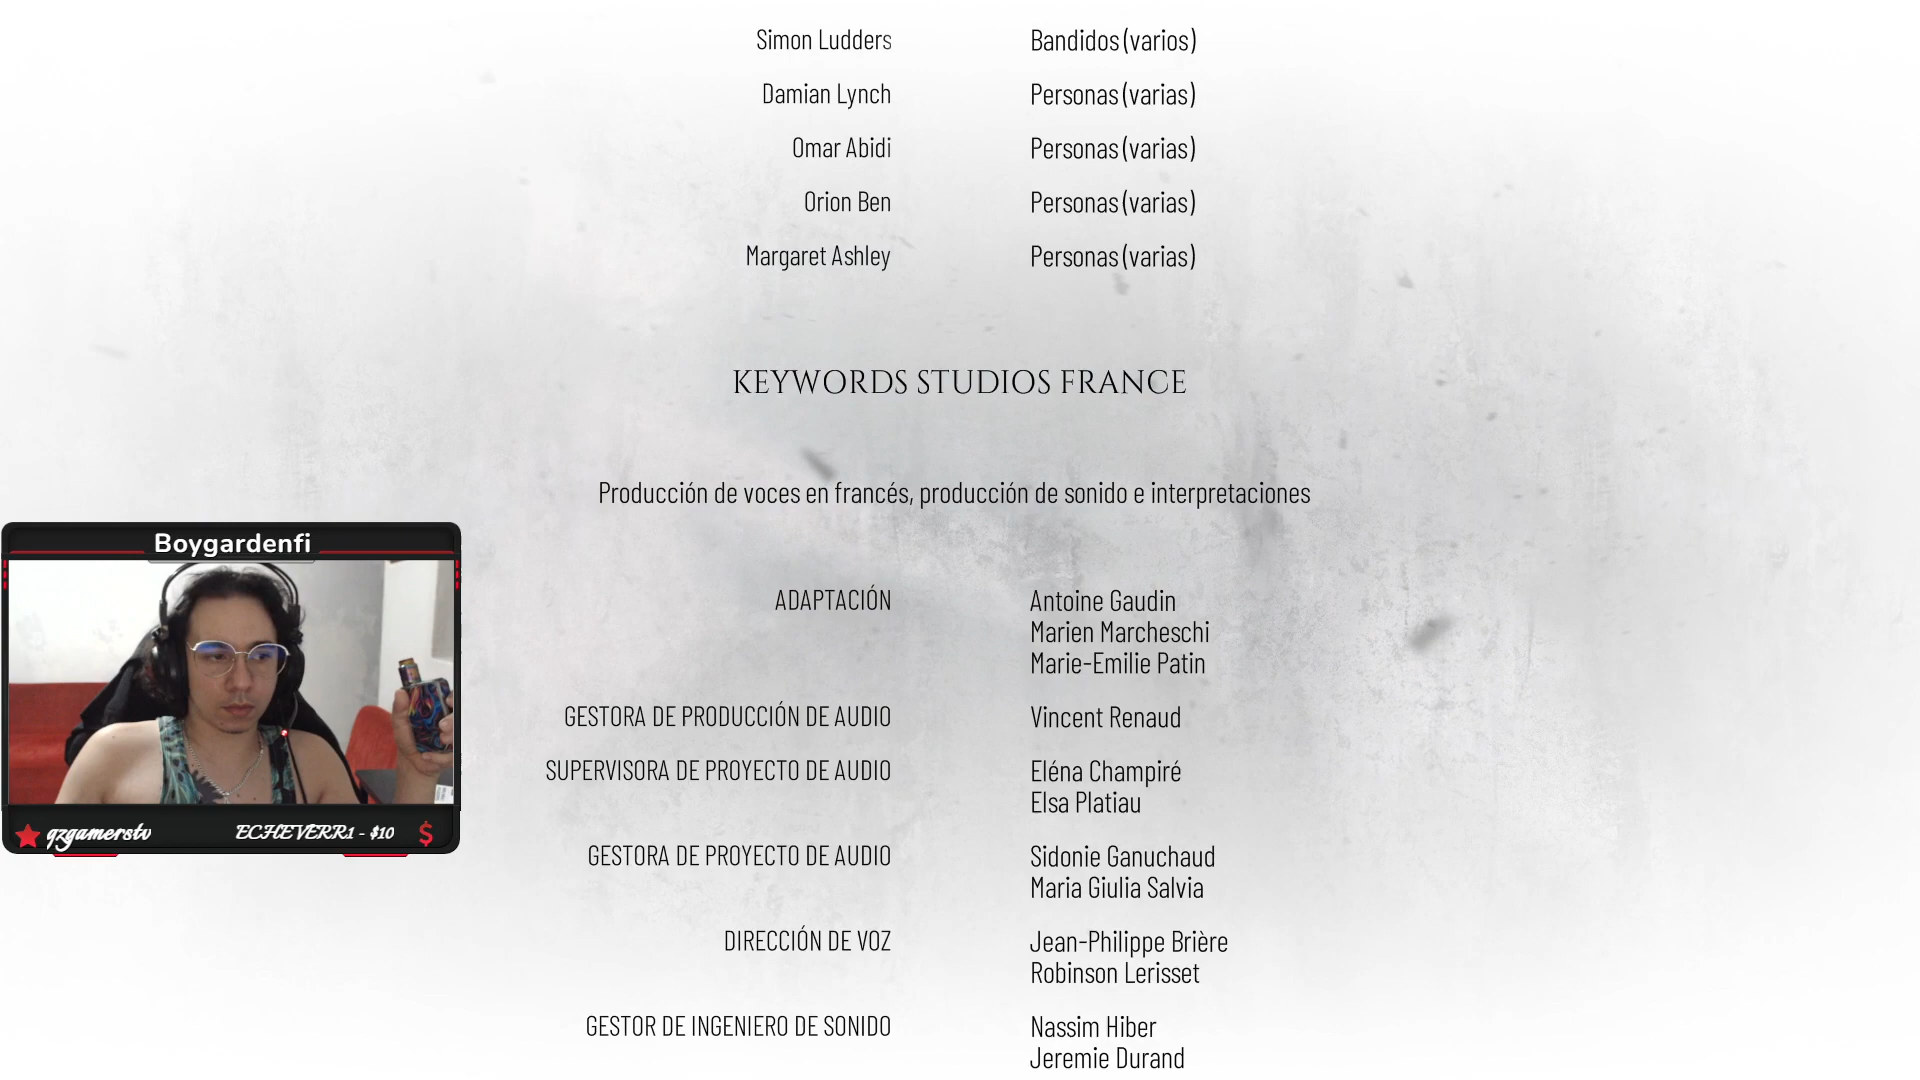 Simon Ludders Bandidos (varios)
Damian Lynch Personas (varias)
Omar Abidi Personas (varias)
Orion Ben Personas (varias)
Margaret Ashley Personas (varias)
KEYWORDS STUDIOS FRANCE
Producción de voces en francés, producción de sonido e interpretaciones
ADAPTACIÓN Antoine Gaudin
Marien Marcheschi
Marie-Emilie Patin
GESTORA DE PRODUCCIÓN DE AUDIO Vincent Renaud
SUPERVISORA DE PROYECTO DE AUDIO Eléna Champiré
Elsa Platiau
GESTORA DE PROYECTO DE AUDIO Sidonie Ganuchaud
Maria Giulia Salvia
DIRECCIÓN DE VOZ Jean-Philippe Brière
Robinson Lerisset
GESTOR DE INGENIERO DE SONIDO Nassim Hiber
Jeremie Durand
Boygardenfi
qzgamerstv ECHEVERR1 - $10 $